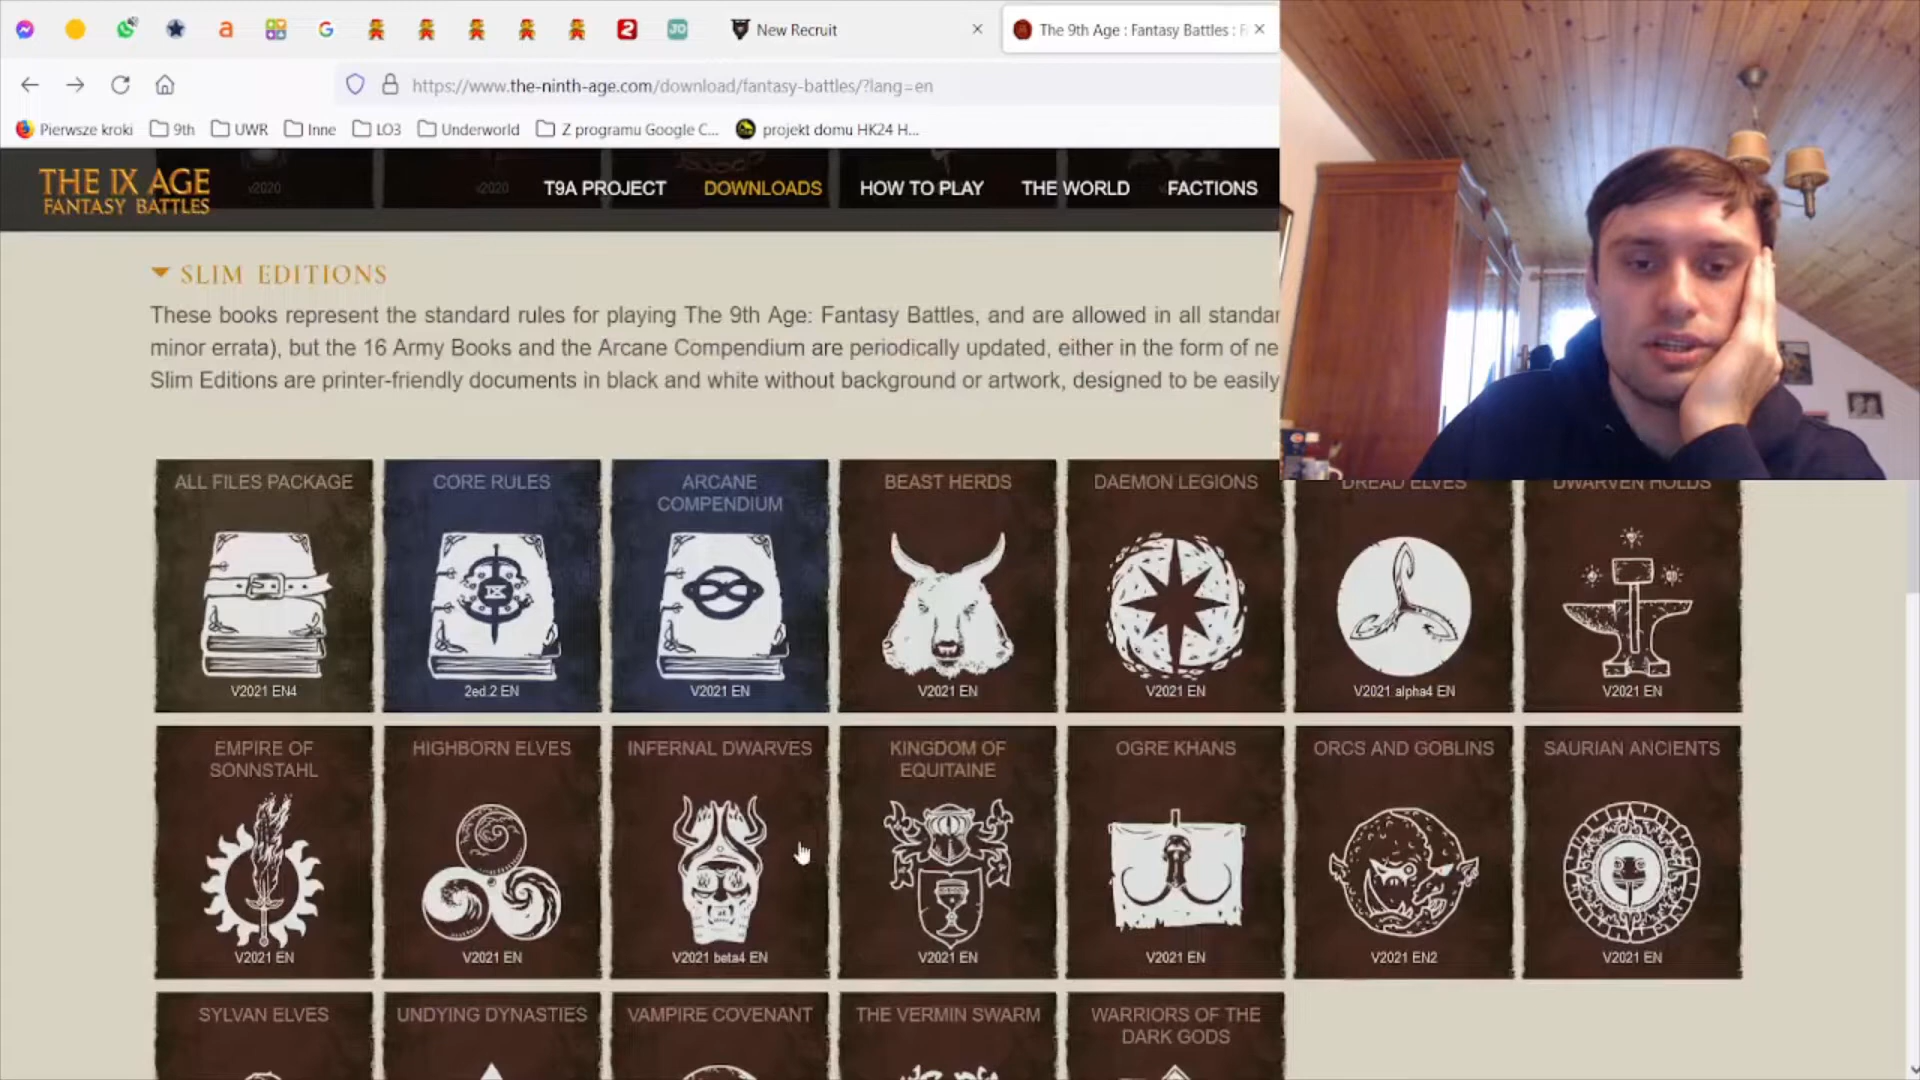 New Recruit
The 9th Age : Fantasy Battles :
https://www.the-ninth-age.com/download/fantasy-battles/?lang=en
Pierwsze kroki
9th
UWR
Inne
LO3
Underworld
Z programu Google C...
projekt domu HK24 H...
THE IX AGE
FANTASY BATTLES
v2020
v2020
T9A PROJECT
DOWNLOADS
HOW TO PLAY
THE WORLD
FACTIONS
SLIM EDITIONS
These books represent the standard rules for playing The 9th Age: Fantasy Battles, and are allowed in all standar
minor errata), but the 16 Army Books and the Arcane Compendium are periodically updated, either in the form of ne
Slim Editions are printer-friendly documents in black and white without background or artwork, designed to be easily
ALL FILES PACKAGE
V2021 EN4
CORE RULES
IX
2ed.2 EN
ARCANE
COMPENDIUM
V2021 EN
BEAST HERDS
V2021 EN
DAEMON LEGIONS
V2021 EN
DREAD ELVES
V2021 alpha4 EN
DWARVEN HOLDS
V2021 EN
EMPIRE OF
SONNSTAHL
V2021 EN
HIGHBORN ELVES
V2021 EN
INFERNAL DWARVES
V2021 beta4 EN
KINGDOM OF
EQUITAINE
V2021 EN
OGRE KHANS
V2021 EN
ORCS AND GOBLINS
V2021 EN2
SAURIAN ANCIENTS
V2021 EN
SYLVAN ELVES
UNDYING DYNASTIES
VAMPIRE COVENANT
THE VERMIN SWARM
WARRIORS OF THE
DARK GODS